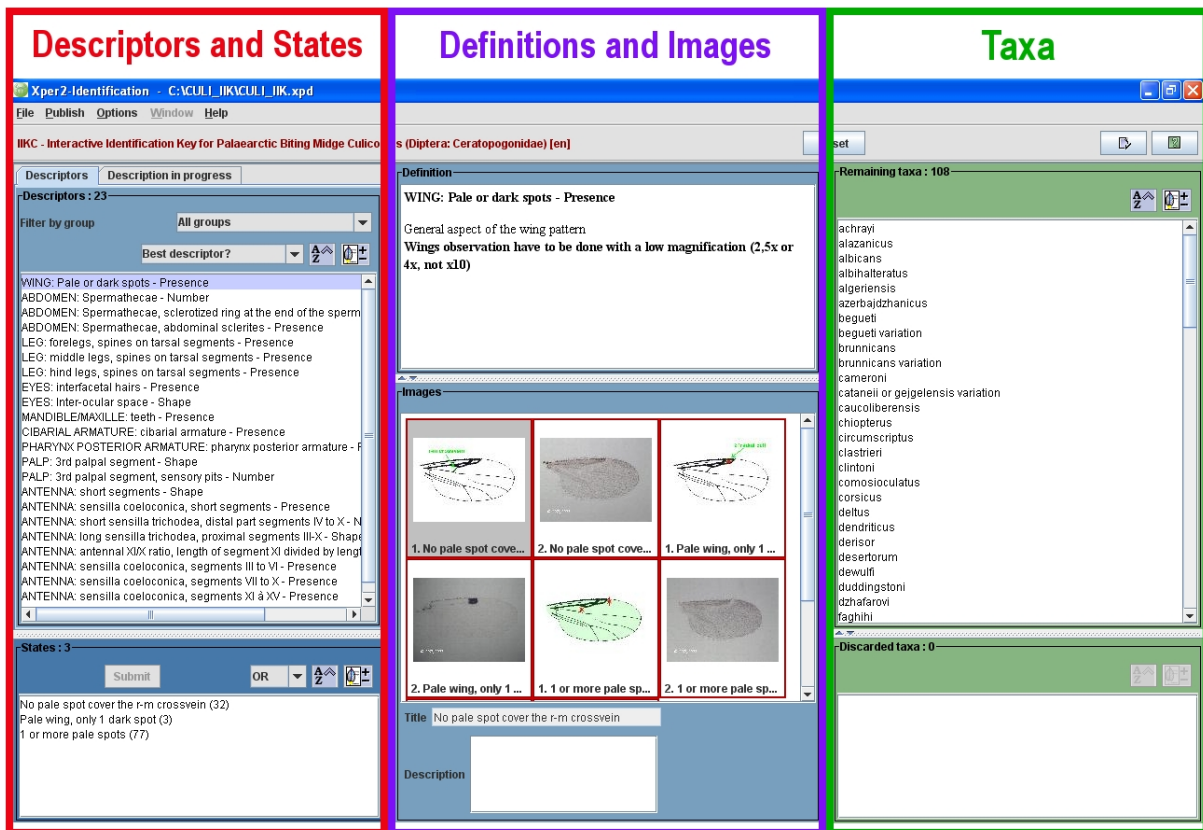 Descriptors and States
Definitions and Images
Taxa
Xper2-Identification - C:\CULI_IIK\CULI_IIK.xpd
File Publish Options Window Help
IIKC - Interactive Identification Key for Palaearctic Biting Midge Culico s (Diptera: Ceratopogonidae) [en]
set
Descriptors Description in progress
Descriptors : 23
Filter by group All groups
Best descriptor?
WING: Pale or dark spots - Presence
ABDOMEN: Spermathecae - Number
ABDOMEN: Spermathecae, sclerotized ring at the end of the sperm
ABDOMEN: Spermathecae, abdominal sclerites - Presence
LEG: forelegs, spines on tarsal segments - Presence
LEG: middle legs, spines on tarsal segments - Presence
LEG: hind legs, spines on tarsal segments - Presence
EYES: interfacetal hairs - Presence
EYES: Inter-ocular space - Shape
MANDIBLE/MAXILLE: teeth - Presence
CIBARIAL ARMATURE: cibarial armature - Presence
PHARYNX POSTERIOR ARMATURE: pharynx posterior armature - P
PALP: 3rd palpal segment - Shape
PALP: 3rd palpal segment, sensory pits - Number
ANTENNA: short segments - Shape
ANTENNA: sensilla coeloconica, short segments - Presence
ANTENNA: short sensilla trichodea, distal part segments IV to X - N
ANTENNA: long sensilla trichodea, proximal segments III-X - Shape
ANTENNA: antennal XI/X ratio, length of segment XI divided by lengt
ANTENNA: sensilla coeloconica, segments III to VI - Presence
ANTENNA: sensilla coeloconica, segments VII to X - Presence
ANTENNA: sensilla coeloconica, segments XI à XV - Presence
States : 3
Submit OR
No pale spot cover the r-m crossvein (32)
Pale wing, only 1 dark spot (3)
1 or more pale spots (77)
Definition
WING: Pale or dark spots - Presence
General aspect of the wing pattern
Wings observation have to be done with a low magnification (2,5x or
4x, not x10)
Images
1. No pale spot cove... 2. No pale spot cove... 1. Pale wing, only 1 ...
2. Pale wing, only 1 ... 1. 1 or more pale sp... 2. 1 or more pale sp...
Title No pale spot cover the r-m crossvein
Description
Remaining taxa : 108
achrayi
alazanicus
albicans
albihalteratus
algeriensis
azerbajdzhanicus
begueti
begueti variation
brunnicans
brunnicans variation
cameroni
cataneii or gejgelensis variation
caucoliberensis
chiopterus
circumscriptus
clastrieri
clintoni
comosioculatus
corsicus
deltus
dendriticus
derisor
desertorum
dewulfi
duddingstoni
dzhafarovi
faghihi
Discarded taxa : 0